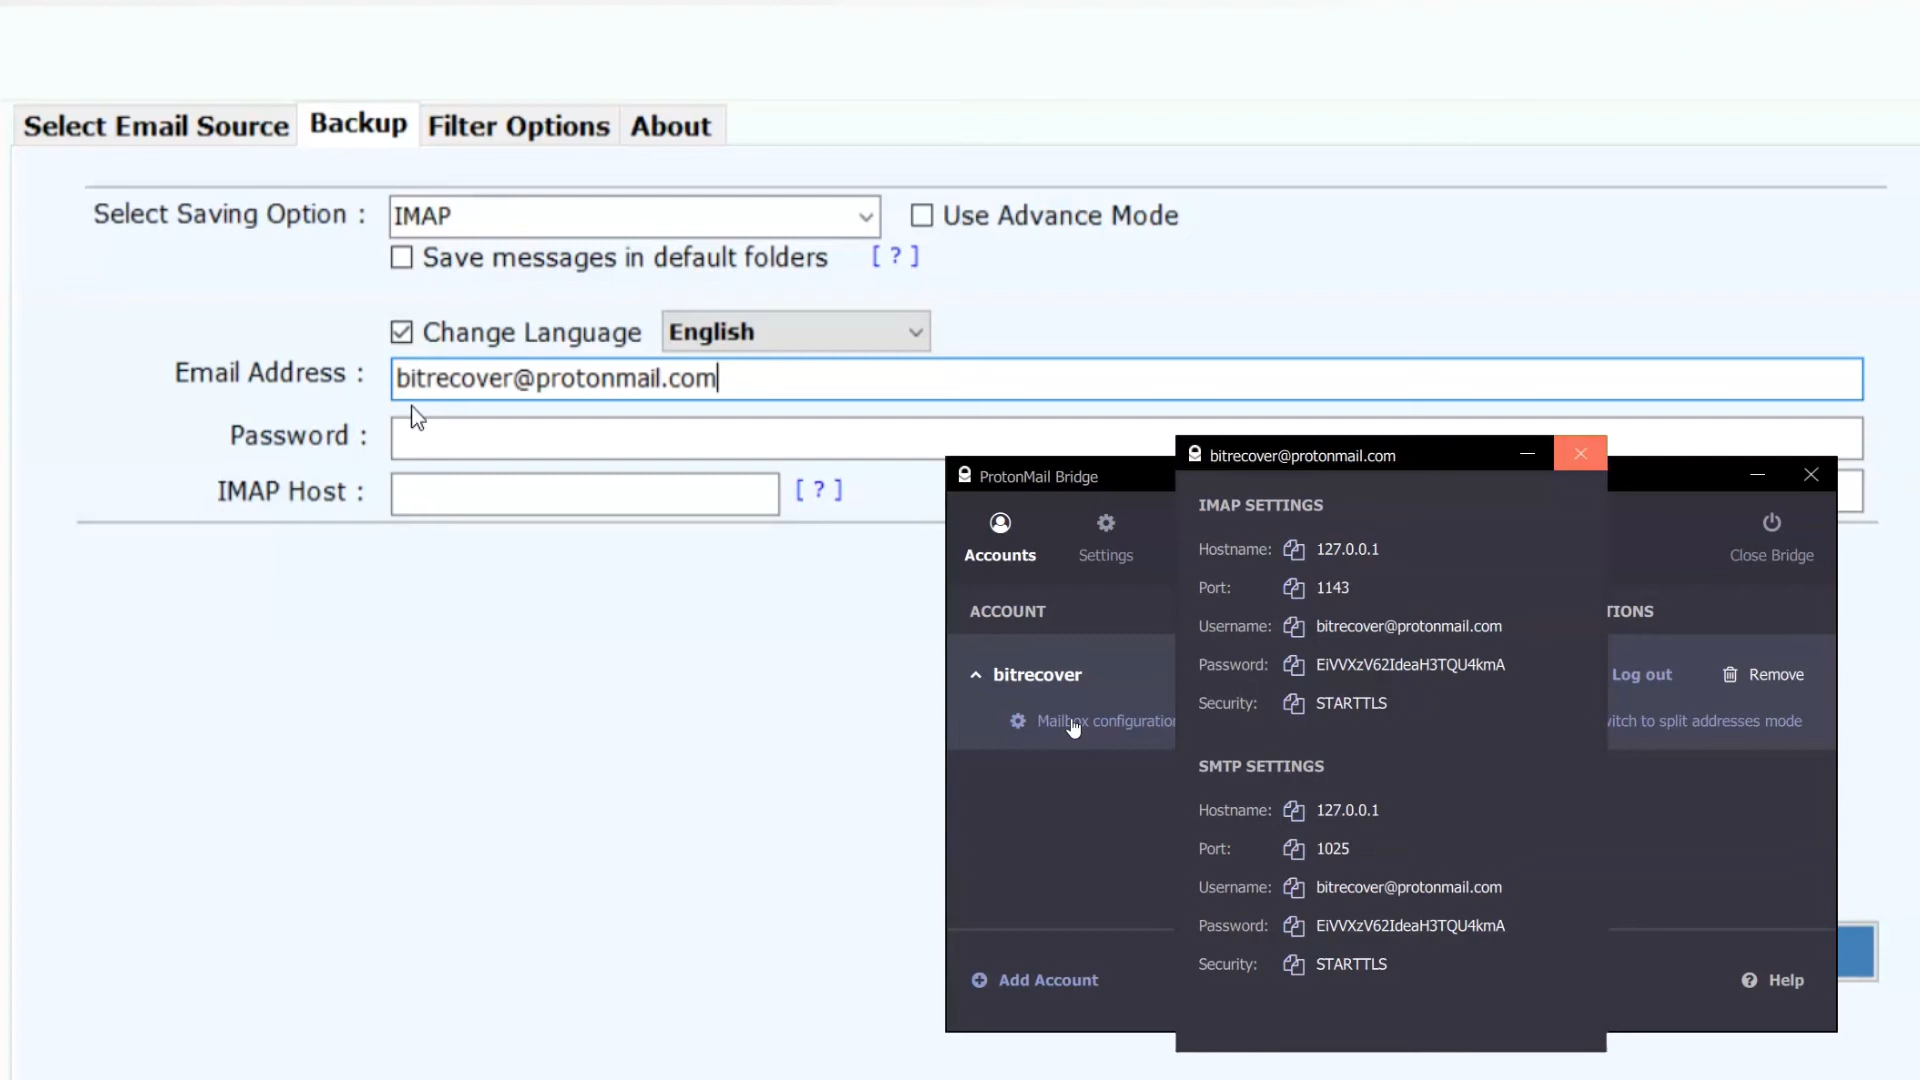 Select Email Source Backup Filter Options About
Select Saving Option : IMAP Use Advance Mode
Save messages in default folders [ ? ]
Change Language English
Email Address : bitrecover@protonmail.com
Password :
IMAP Host : [ ? ]
ProtonMail Bridge
Accounts Settings Close Bridge
ACCOUNT TIONS
bitrecover Log out Remove
Mailbox configuration itch to split addresses mode
Add Account Help
bitrecover@protonmail.com
IMAP SETTINGS
Hostname: 127.0.0.1
Port: 1143
Username: bitrecover@protonmail.com
Password: EiVVXzV62IdeaH3TQU4kmA
Security: STARTTLS
SMTP SETTINGS
Hostname: 127.0.0.1
Port: 1025
Username: bitrecover@protonmail.com
Password: EiVVXzV62IdeaH3TQU4kmA
Security: STARTTLS